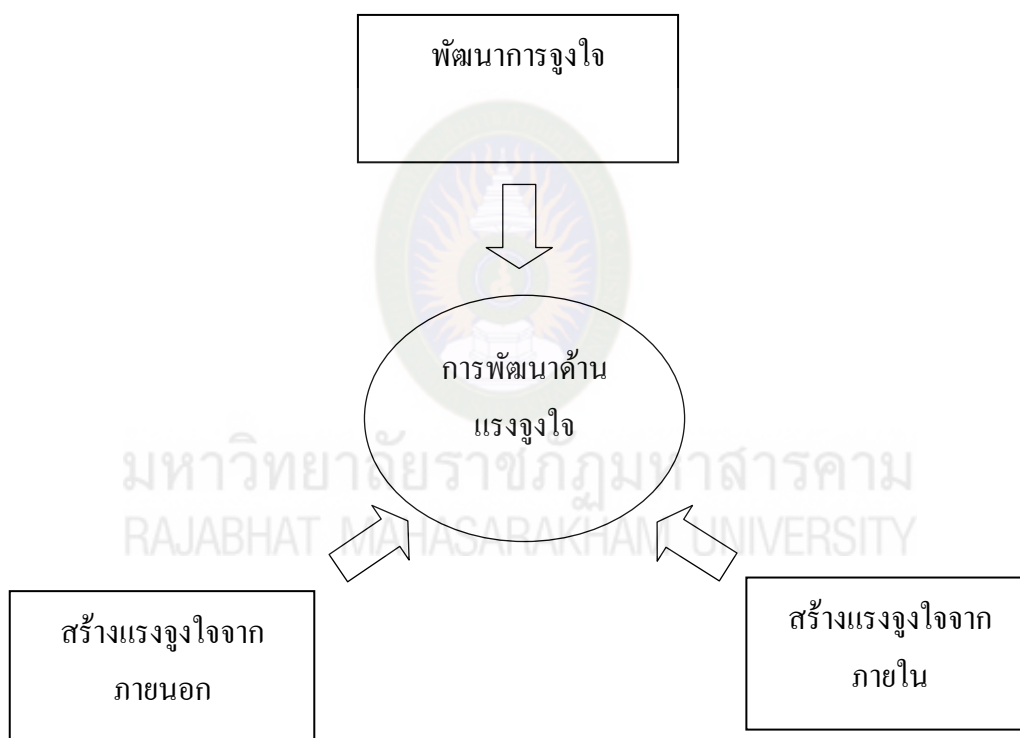 พัฒนาการจูงใจ
การพัฒนาด้าน
แรงจูงใจ
มหาวิทยาลัยราชภัฏมหาสารคาม
RAJABHAT MAHASARAKHAM UNIVERSITY
สร้างแรงจูงใจจาก
ภายนอก
สร้างแรงจูงใจจาก
ภายใน